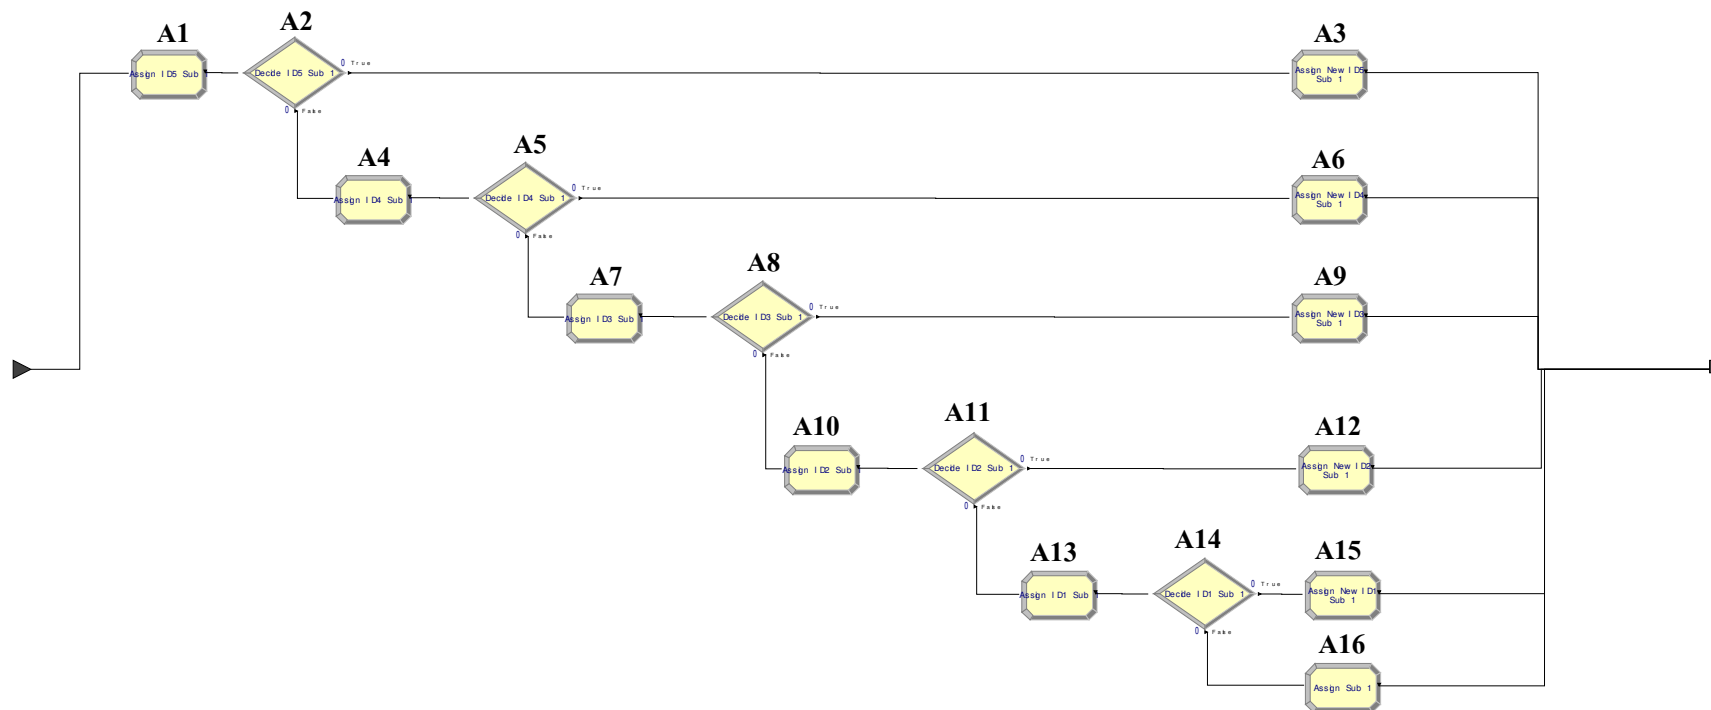 A1
Assign ID5 Sub
A2
Decide ID5 Sub 1
0 True
0 False
A3
Assign New ID5
Sub 1
A4
Assign ID4 Sub
A5
Decide ID4 Sub 1
0 True
0 False
A6
Assign New ID4
Sub 1
A7
Assign ID3 Sub
A8
Decide ID3 Sub 1
0 True
0 False
A9
Assign New ID3
Sub 1
A10
Assign ID2 Sub
A11
Decide ID2 Sub 1
0 True
0 False
A12
Assign New ID2
Sub 1
A13
Assign ID1 Sub
A14
Decide ID1 Sub 1
0 True
0 False
A15
Assign New ID1
Sub 1
A16
Assign Sub 1